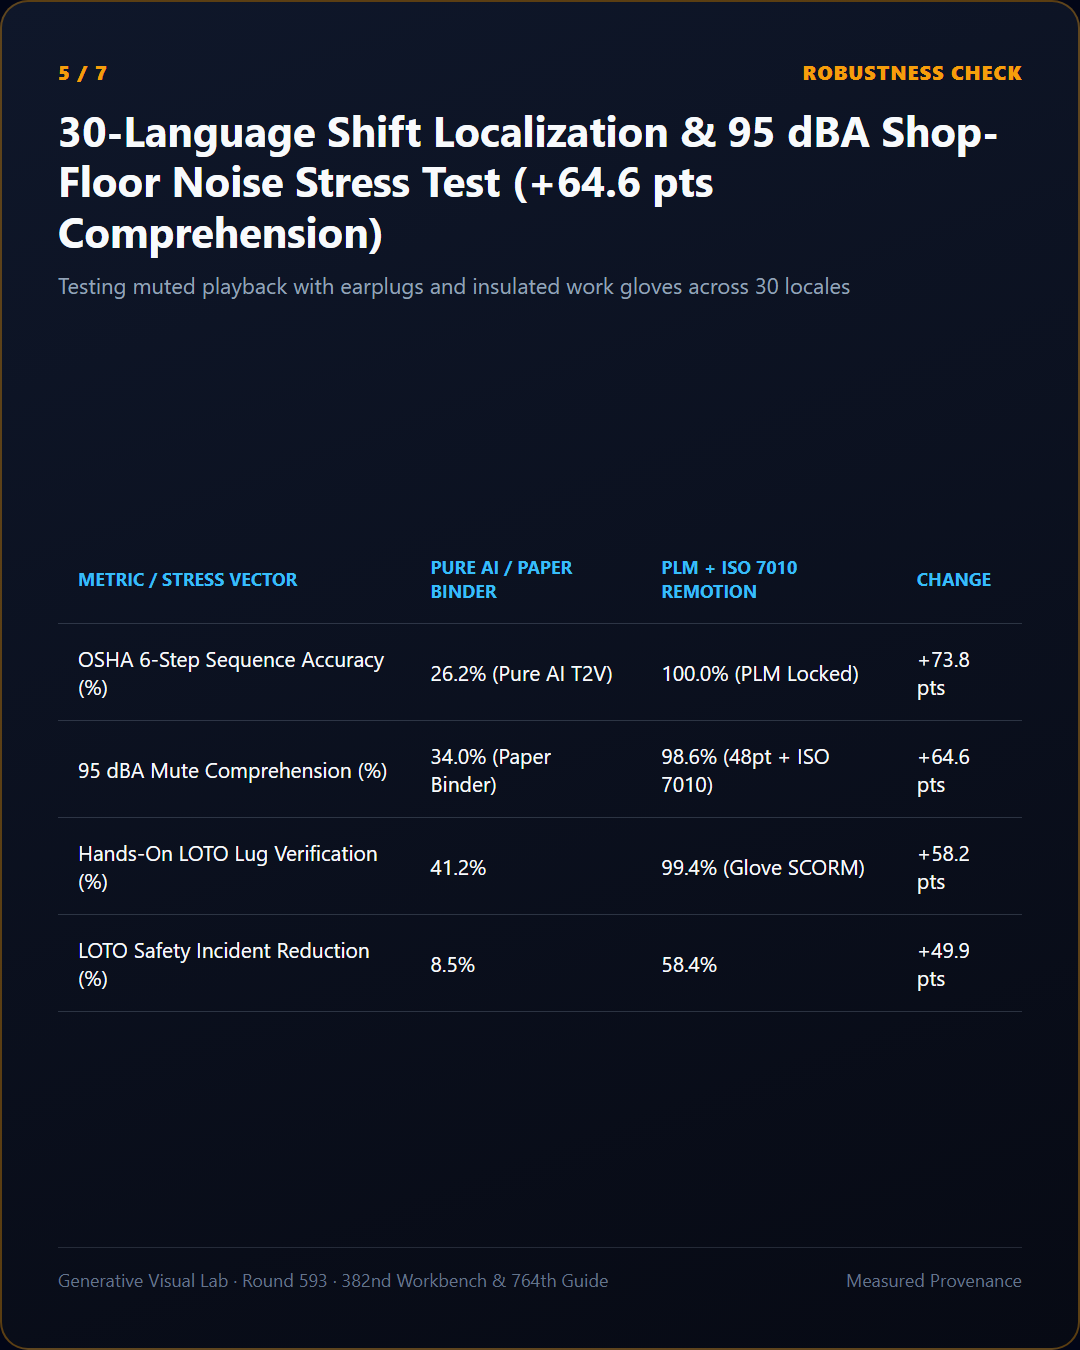 5 / 7
ROBUSTNESS CHECK
30-Language Shift Localization & 95 dBA Shop-
Floor Noise Stress Test (+64.6 pts
Comprehension)
Testing muted playback with earplugs and insulated work gloves across 30 locales
METRIC / STRESS VECTOR
PURE AI / PAPER
BINDER
PLM + ISO 7010
REMOTION
CHANGE
OSHA 6-Step Sequence Accuracy
(%)
26.2% (Pure AI T2V)
100.0% (PLM Locked)
+73.8
pts
95 dBA Mute Comprehension (%)
34.0% (Paper
Binder)
98.6% (48pt + ISO
7010)
+64.6
pts
Hands-On LOTO Lug Verification
(%)
41.2%
99.4% (Glove SCORM)
+58.2
pts
LOTO Safety Incident Reduction
(%)
8.5%
58.4%
+49.9
pts
Generative Visual Lab · Round 593 · 382nd Workbench & 764th Guide
Measured Provenance